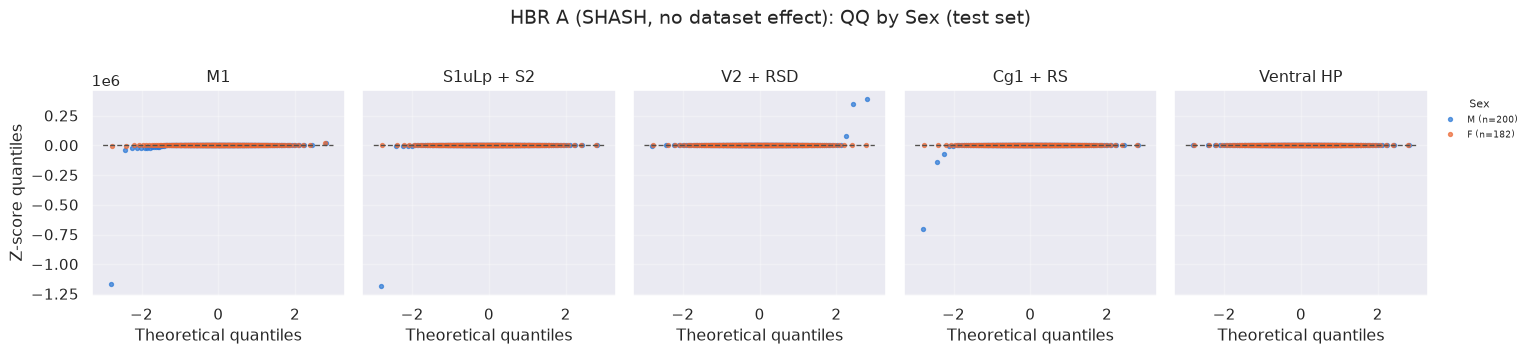 HBR A (SHASH, no dataset effect): QQ by Sex (test set)
1e6
M1
S1uLp + S2
V2 + RSD
Cg1 + RS
Ventral HP
Sex
M (n=200)
F (n=182)
Z-score quantiles
0.25
0.00
−0.25
−0.50
−0.75
−1.00
−1.25
−2 0 2
−2 0 2
−2 0 2
−2 0 2
−2 0 2
Theoretical quantiles
Theoretical quantiles
Theoretical quantiles
Theoretical quantiles
Theoretical quantiles